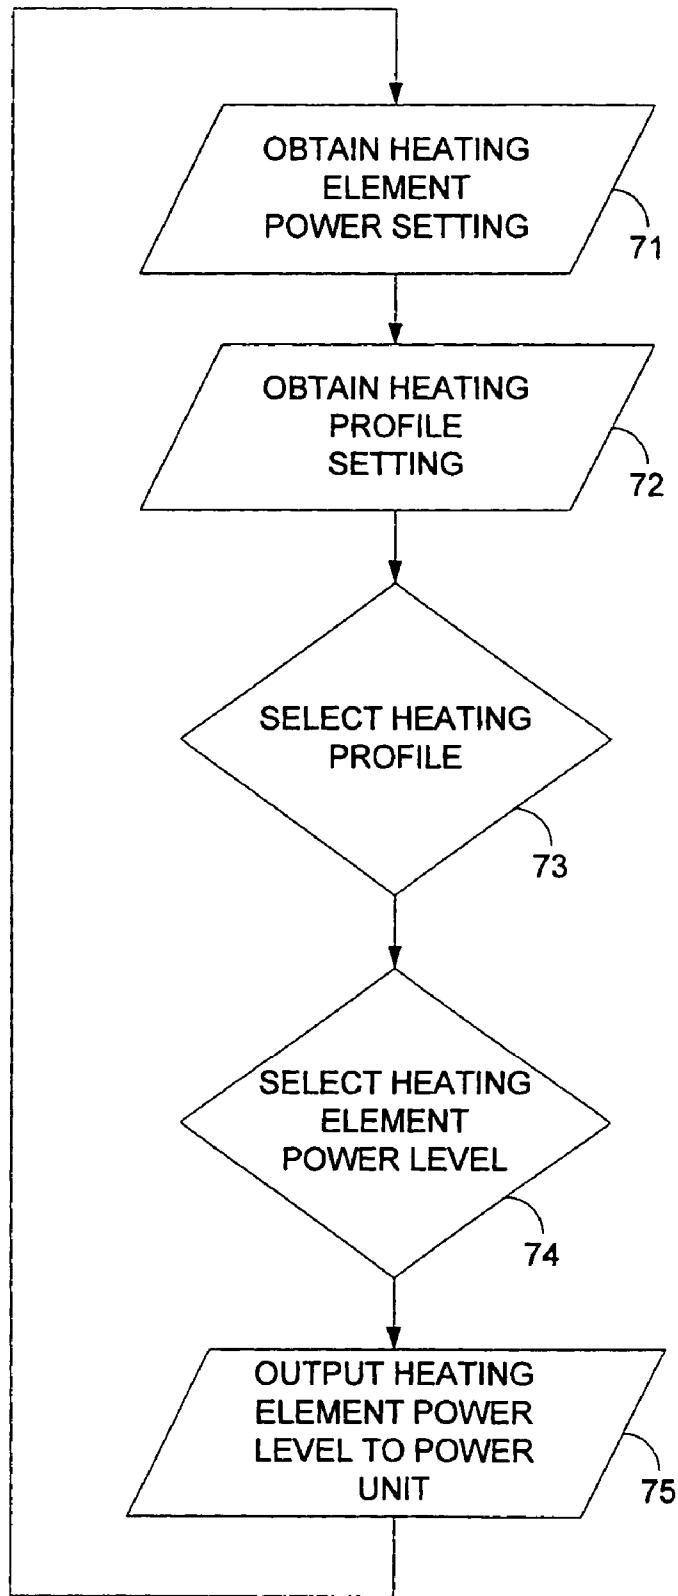 OBTAIN HEATING
ELEMENT
POWER SETTING
71
OBTAIN HEATING
PROFILE
SETTING
72
SELECT HEATING
PROFILE
73
SELECT HEATING
ELEMENT
POWER LEVEL
74
OUTPUT HEATING
ELEMENT POWER
LEVEL TO POWER
UNIT
75